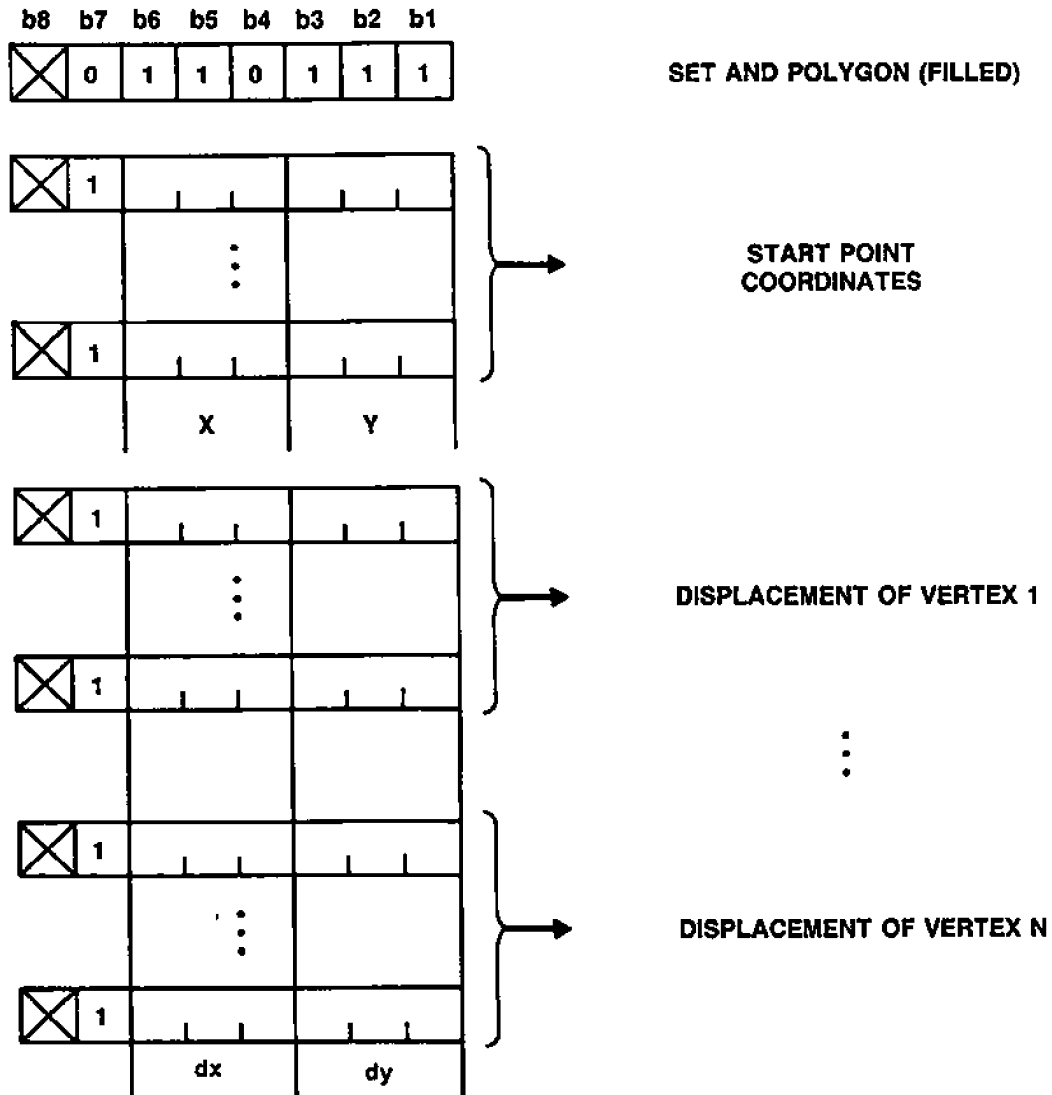 b8 b7 b6 b5 b4 b3 b2 b1
0 1 1 0 1 1 1
SET AND POLYGON (FILLED)
1
START POINT
COORDINATES
1
X Y
1
DISPLACEMENT OF VERTEX 1
1
1
DISPLACEMENT OF VERTEX N
1
dx dy